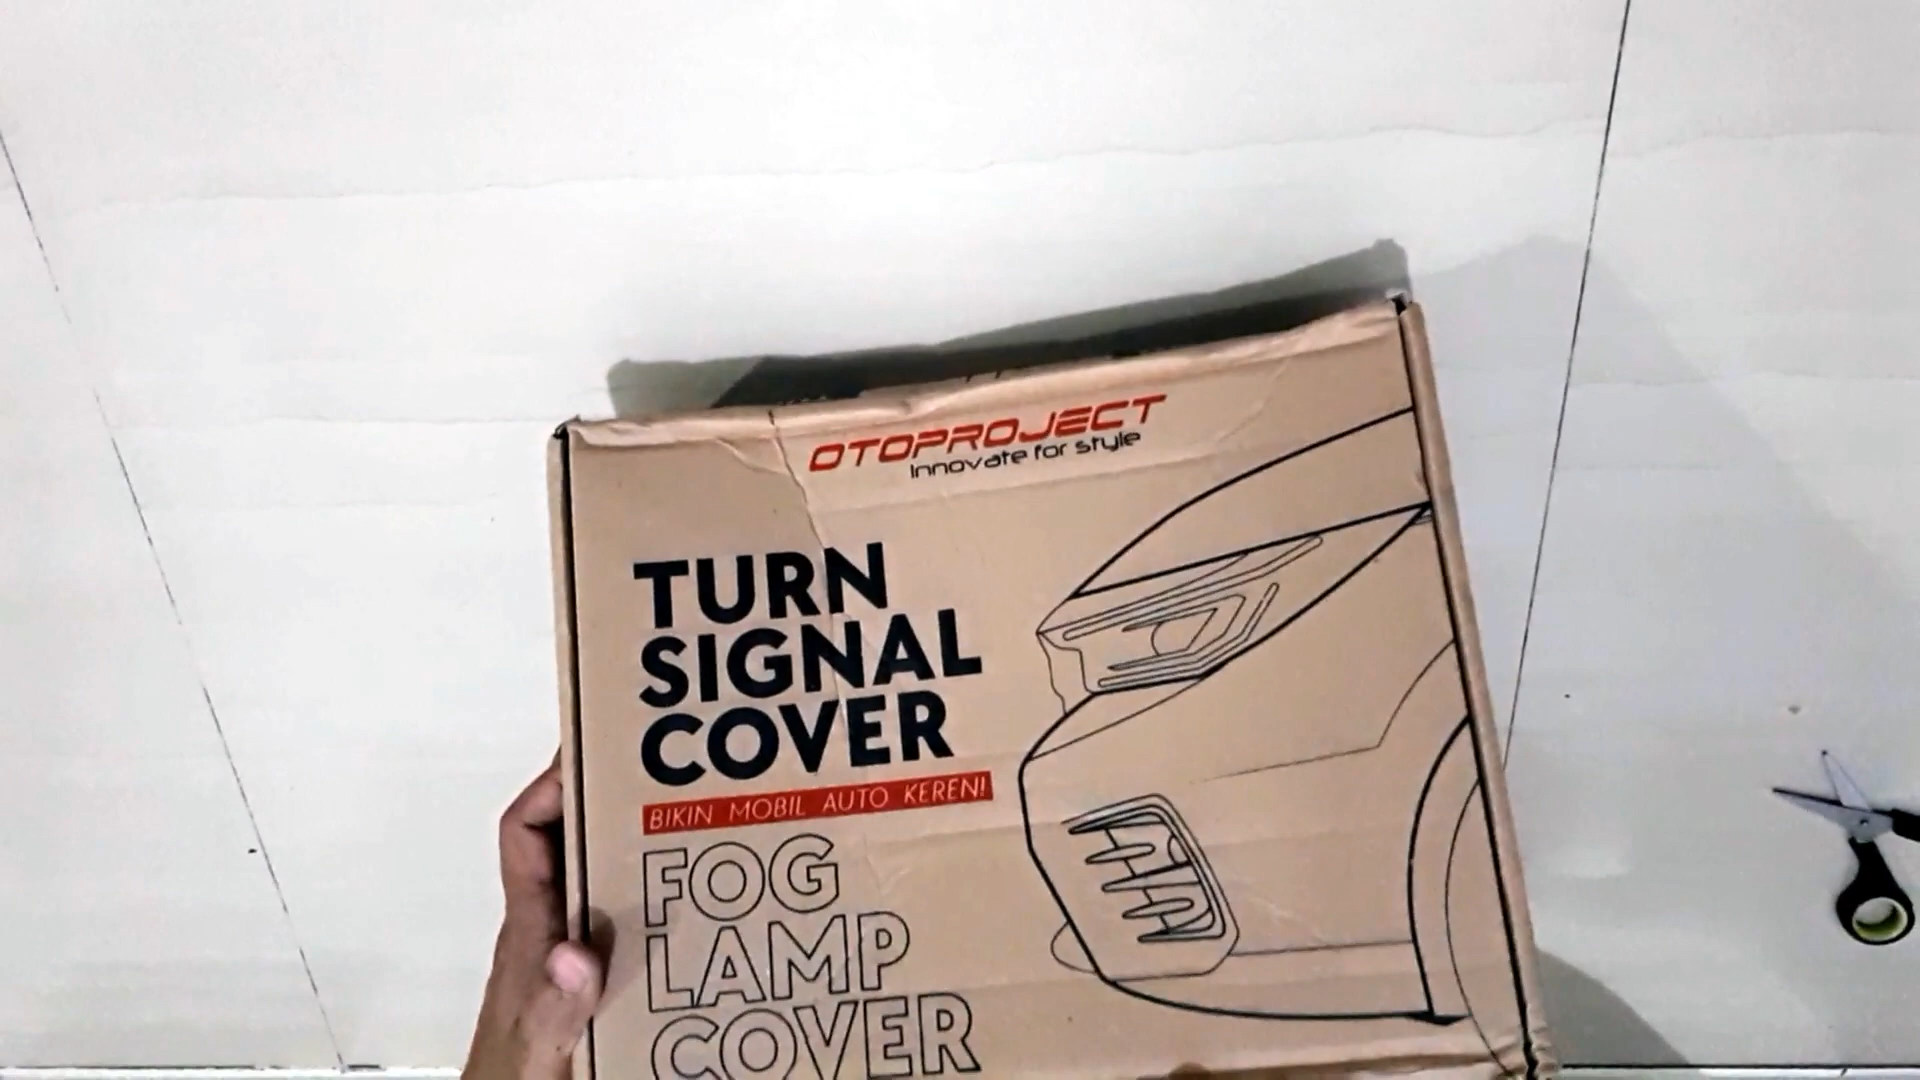 OTOPROJECT
Innovate for style
TURN
SIGNAL
COVER
BIKIN MOBIL AUTO KEREN!
FOG
LAMP
COVER